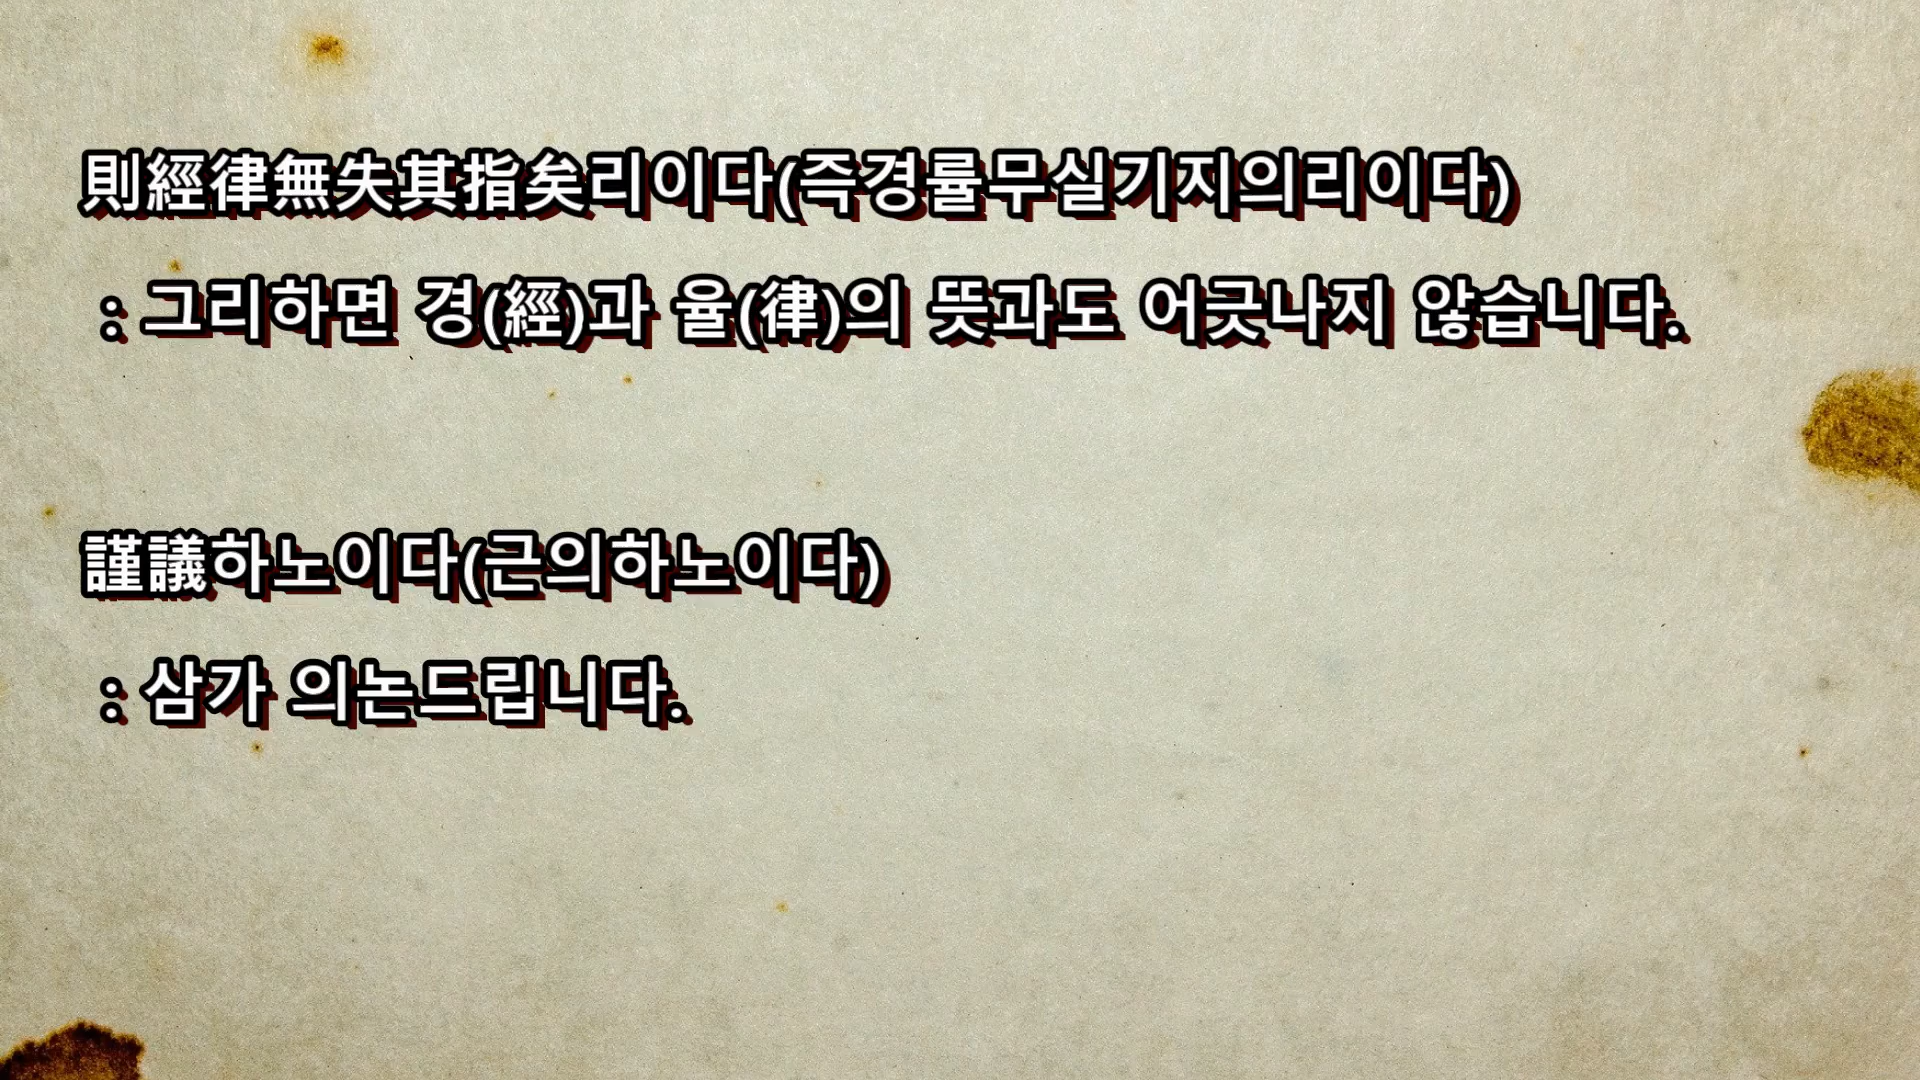 則經律無失其指矣리이다(즉경률무실기지의리이다)
: 그리하면 경(經)과 율(律)의 뜻과도 어긋나지 않습니다.
謹議하노이다(근의하노이다)
: 삼가 의논드립니다.